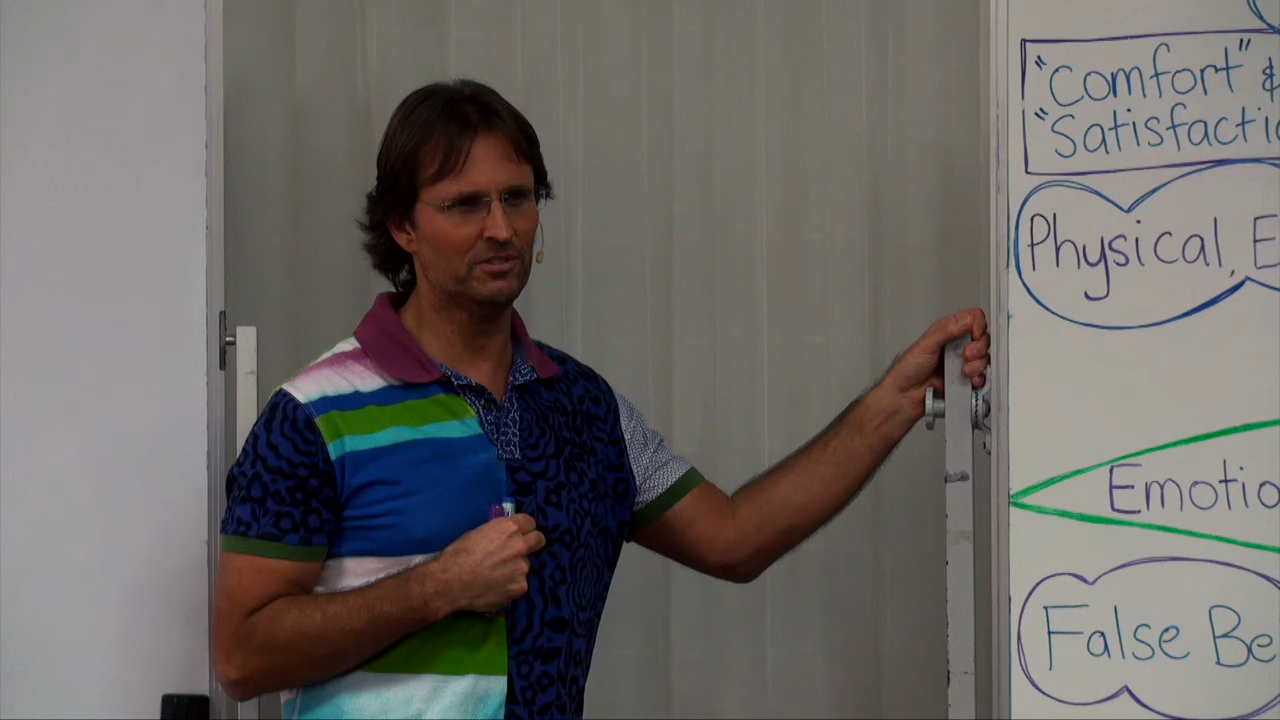 "Comfort" &
"Satisfacti
Physical, E
Emotio
False Be